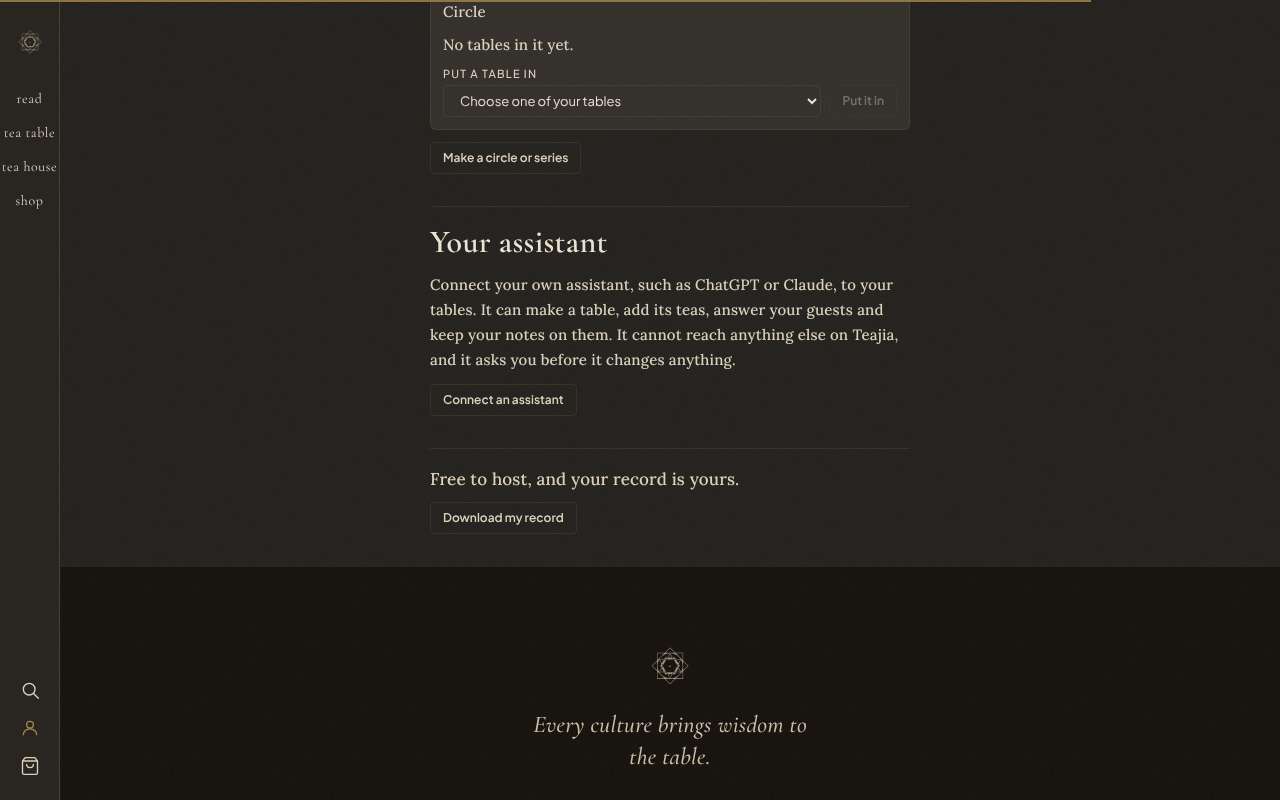 Circle
No tables in it yet.
PUT A TABLE IN
Choose one of your tables
Put it in
Make a circle or series
read
tea table
tea house
shop
Your assistant
Connect your own assistant, such as ChatGPT or Claude, to your
tables. It can make a table, add its teas, answer your guests and
keep your notes on them. It cannot reach anything else on Teajia,
and it asks you before it changes anything.
Connect an assistant
Free to host, and your record is yours.
Download my record
Every culture brings wisdom to
the table.